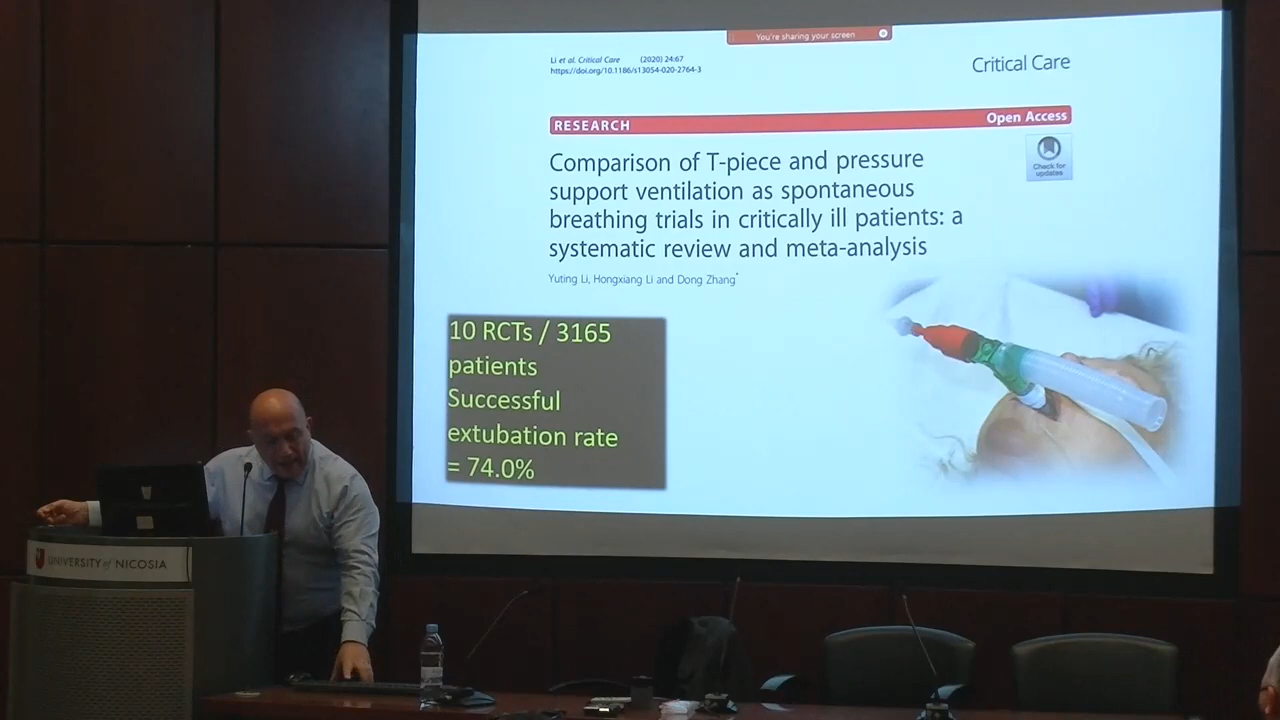 You're sharing your screen
Li et al. Critical Care (2020) 24:67
https://doi.org/10.1186/s13054-020-2764-3
Critical Care
RESEARCH
Open Access
Check for
updates
Comparison of T-piece and pressure
support ventilation as spontaneous
breathing trials in critically ill patients: a
systematic review and meta-analysis
Yuting Li, Hongxiang Li and Dong Zhang*
10 RCTs / 3165
patients
Successful
extubation rate
= 74.0%
UNIVERSITY of NICOSIA